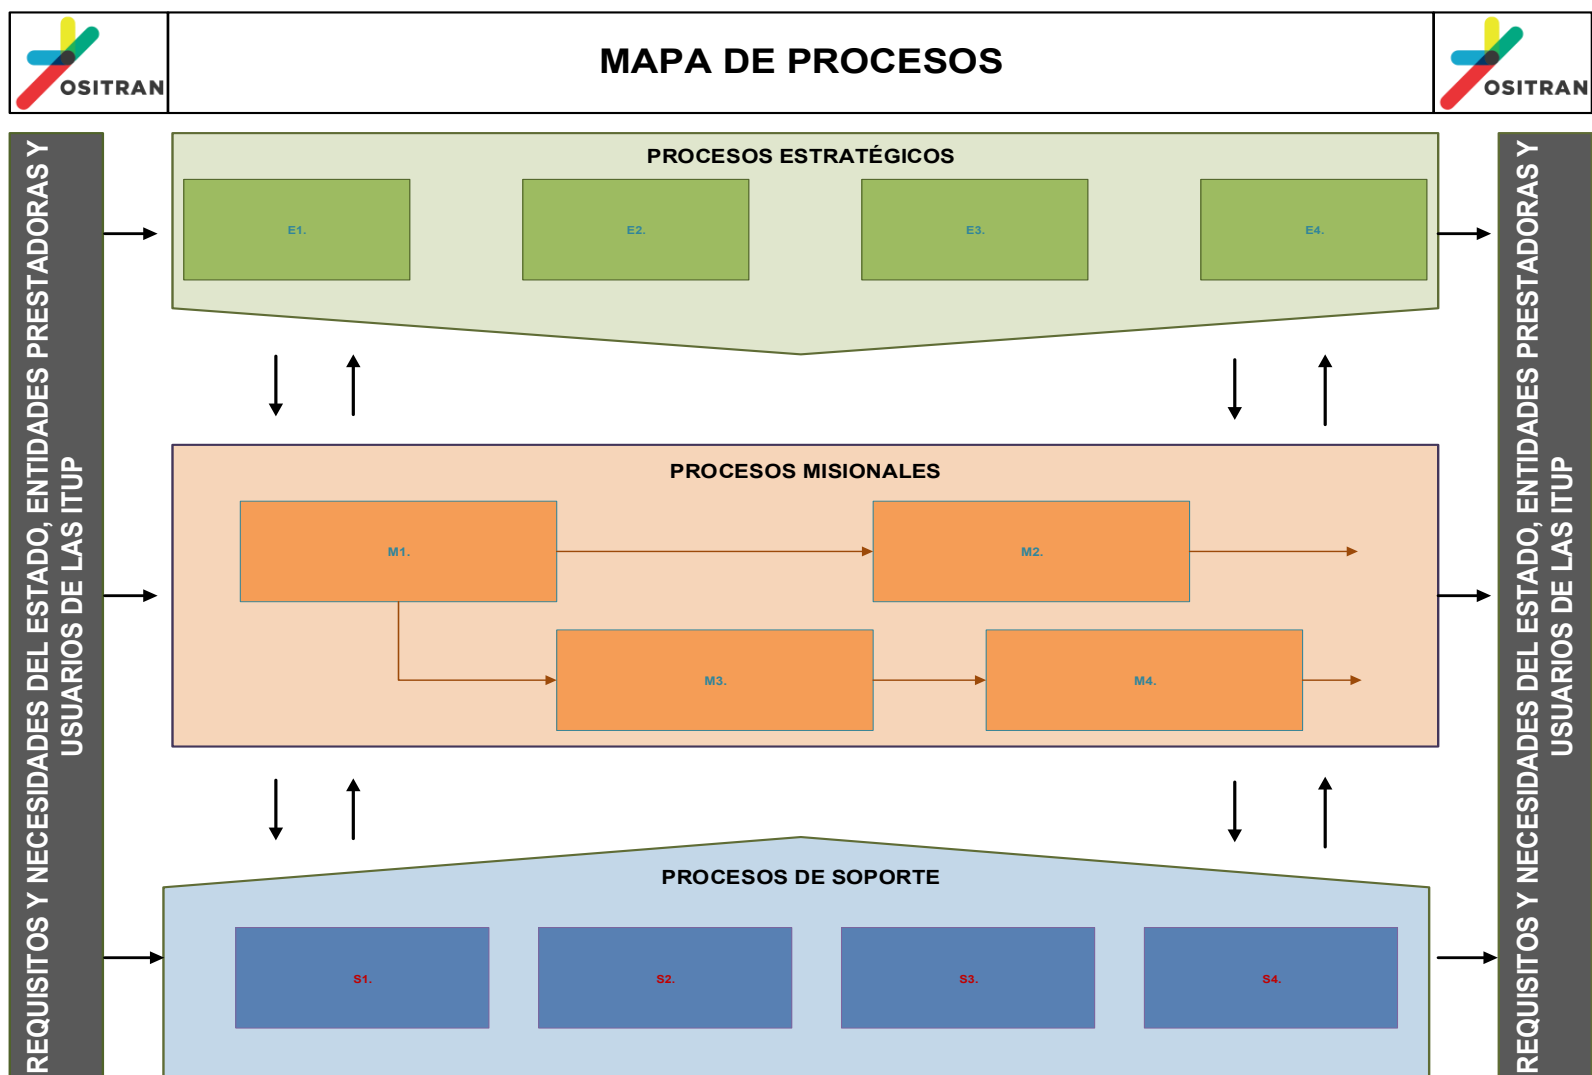 OSITRAN
MAPA DE PROCESOS
OSITRAN
REQUISITOS Y NECESIDADES DEL ESTADO, ENTIDADES PRESTADORAS Y
USUARIOS DE LAS ITUP
PROCESOS ESTRATÉGICOS
E1.
E2.
E3.
E4.
PROCESOS MISIONALES
M1.
M2.
M3.
M4.
PROCESOS DE SOPORTE
S1.
S2.
S3.
S4.
REQUISITOS Y NECESIDADES DEL ESTADO, ENTIDADES PRESTADORAS Y
USUARIOS DE LAS ITUP